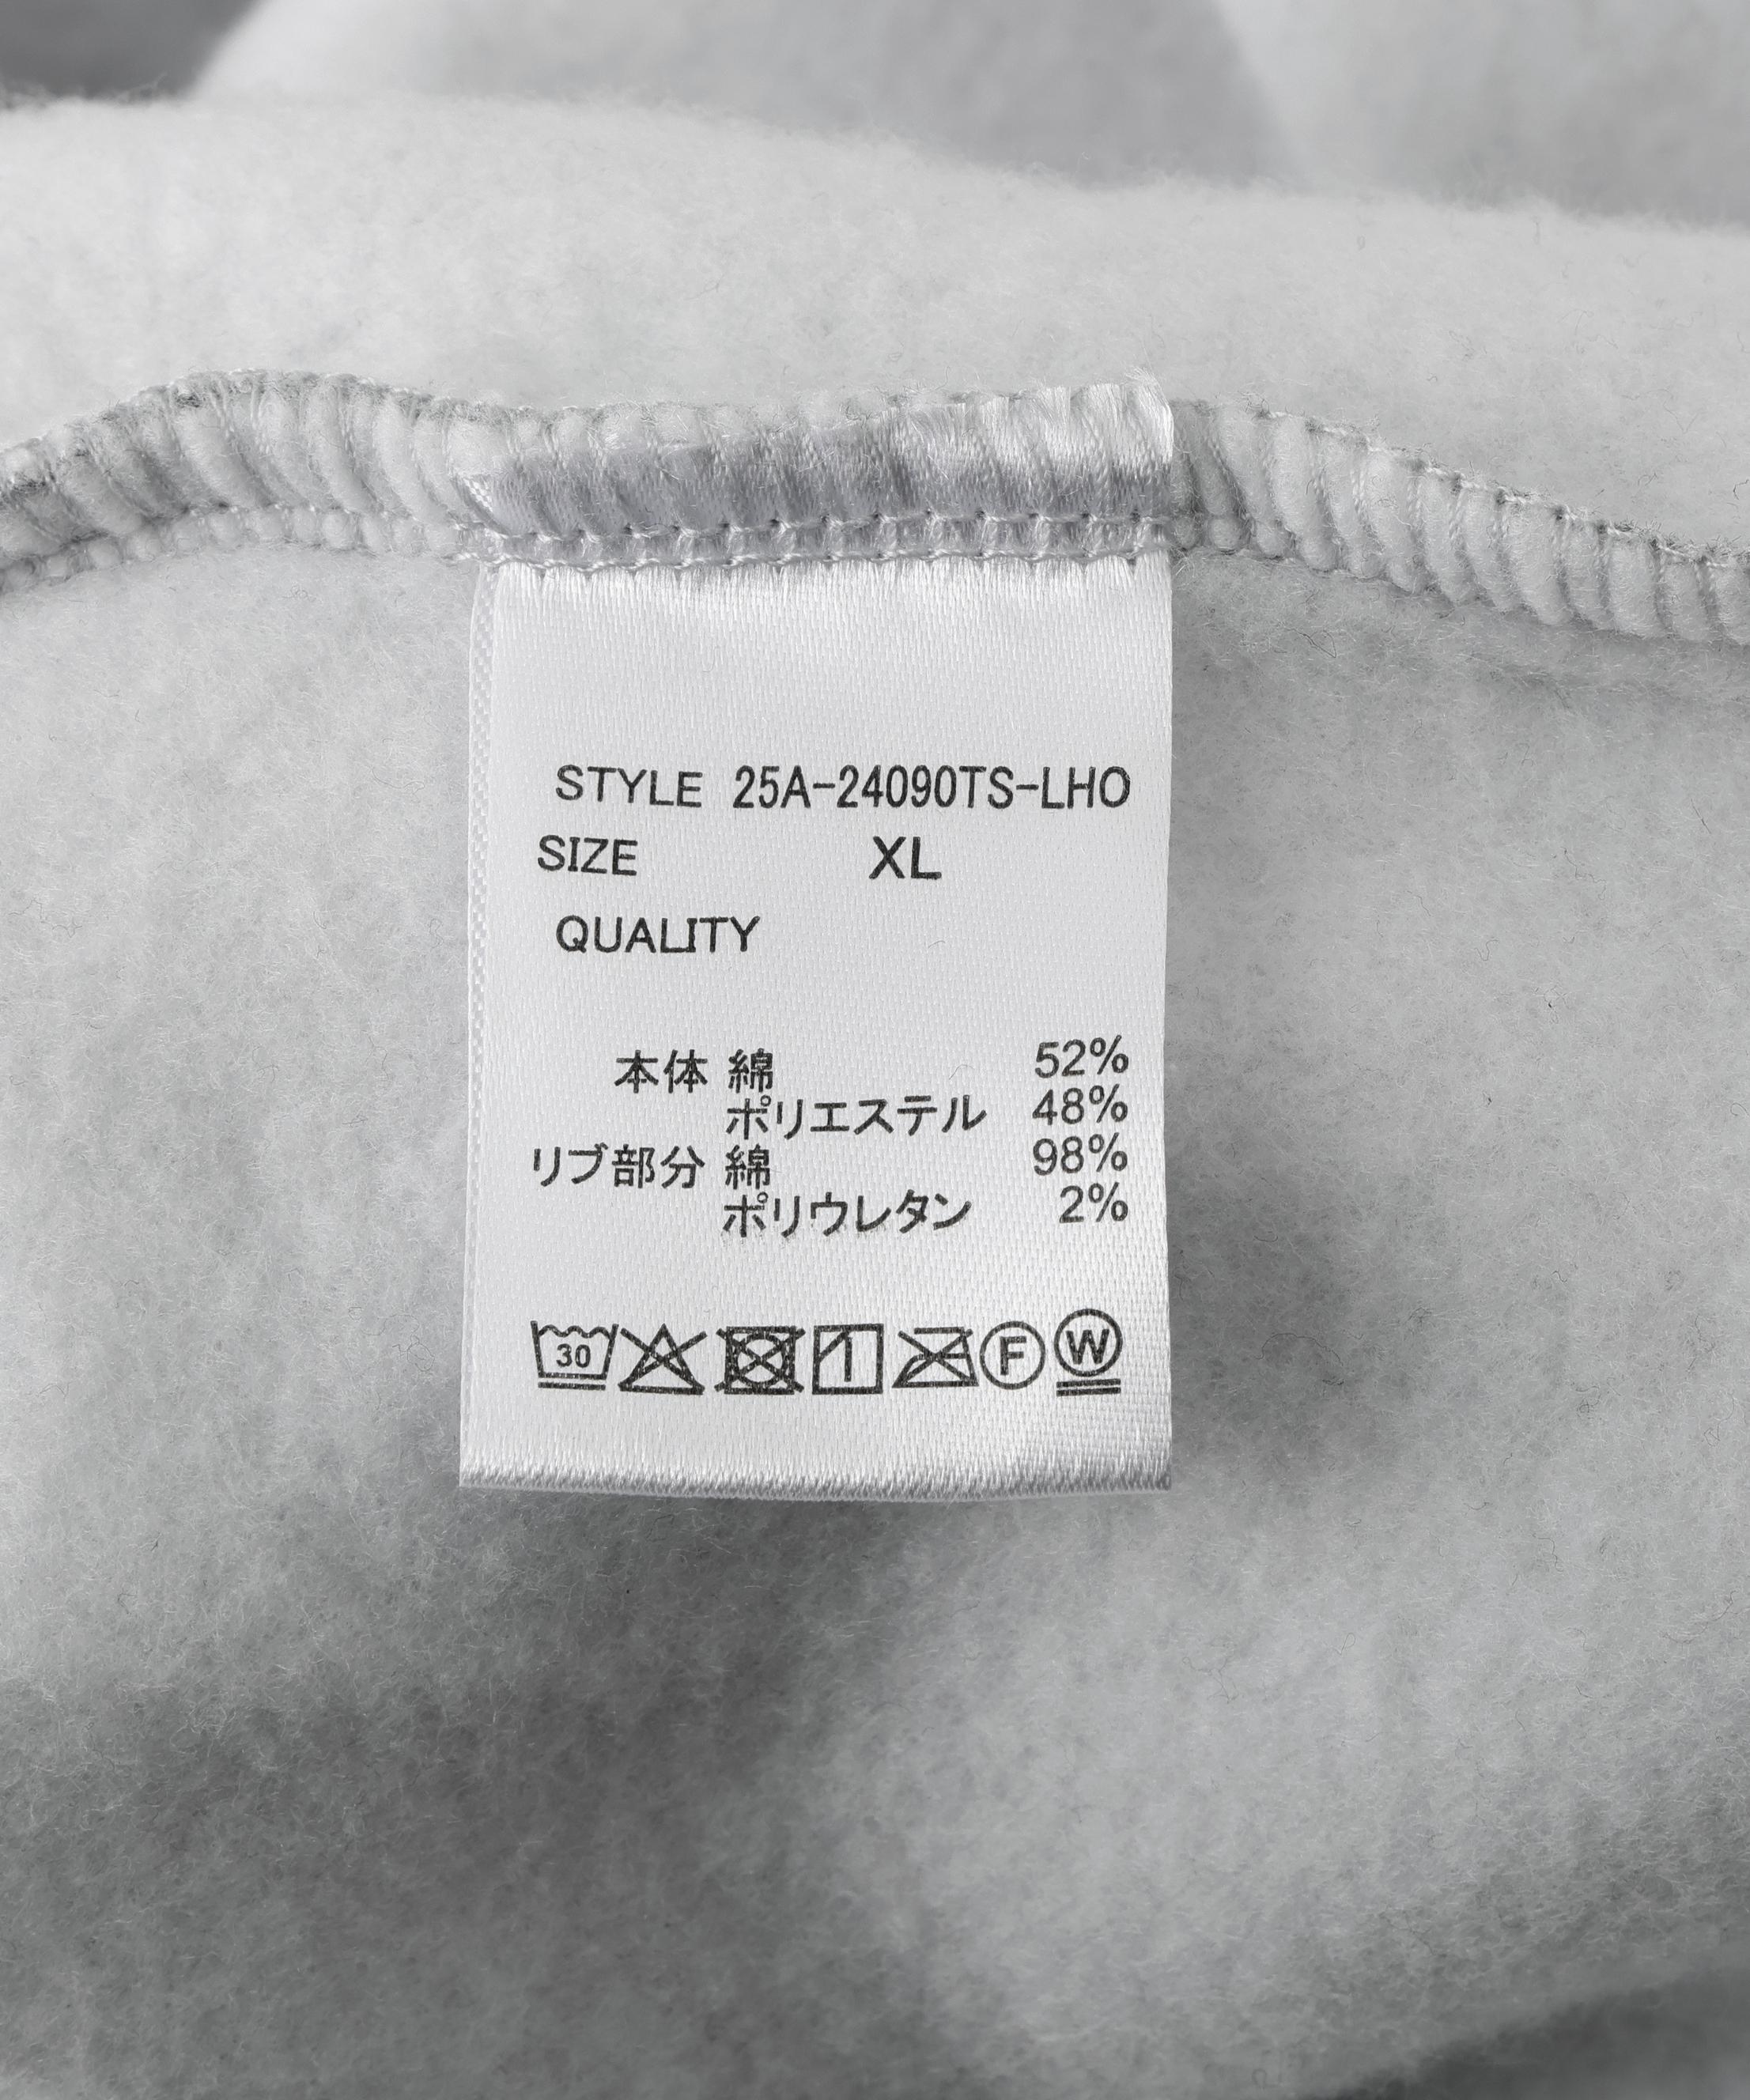 STYLE 25A-24090TS-LHO
SIZE XL
QUALITY
本体 綿 52%
ポリエステル 48%
リブ部分 綿 98%
ポリウレタン 2%
30 F W